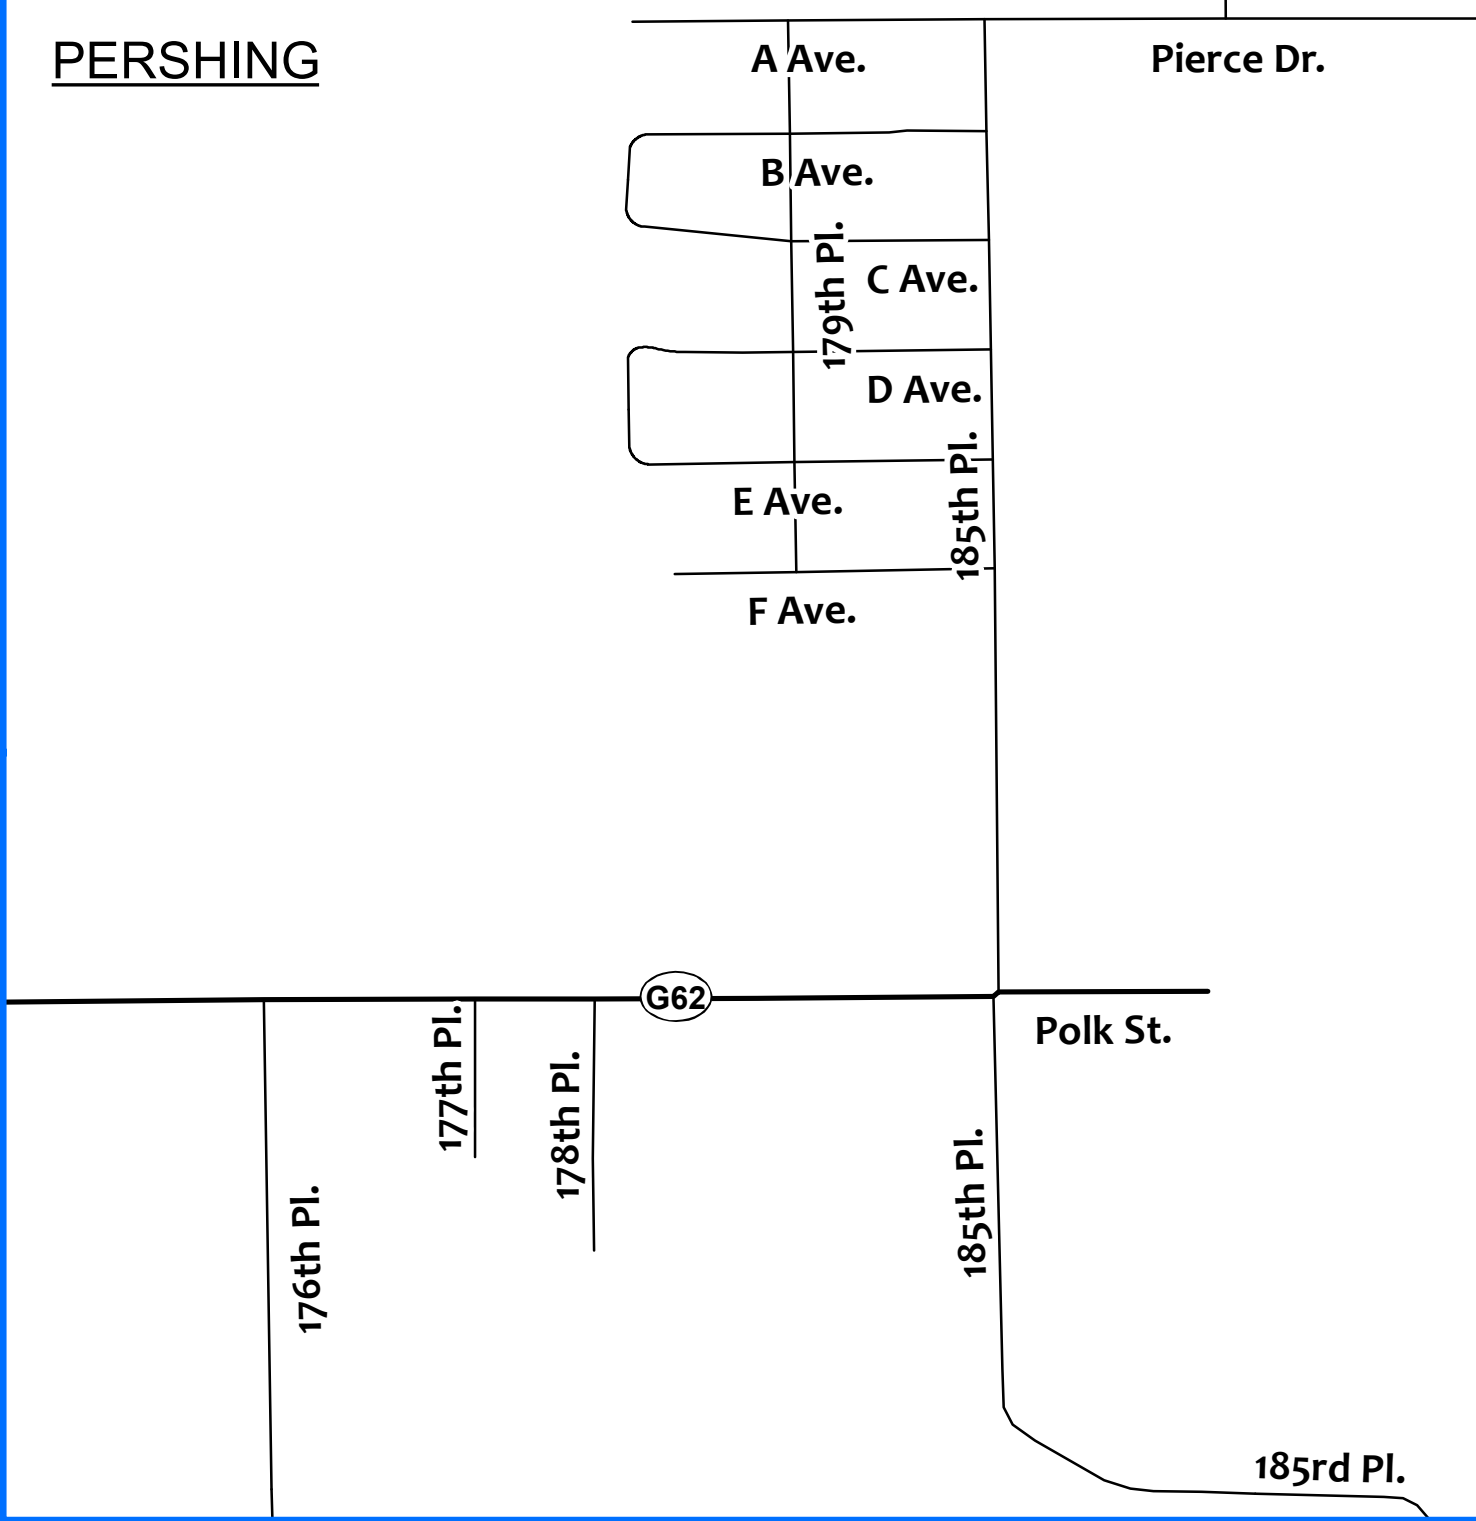 PERSHING
A Ave.
Pierce Dr.
B Ave.
179th Pl.
C Ave.
D Ave.
185th Pl.
E Ave.
F Ave.
G62
Polk St.
177th Pl.
178th Pl.
185th Pl.
176th Pl.
185rd Pl.